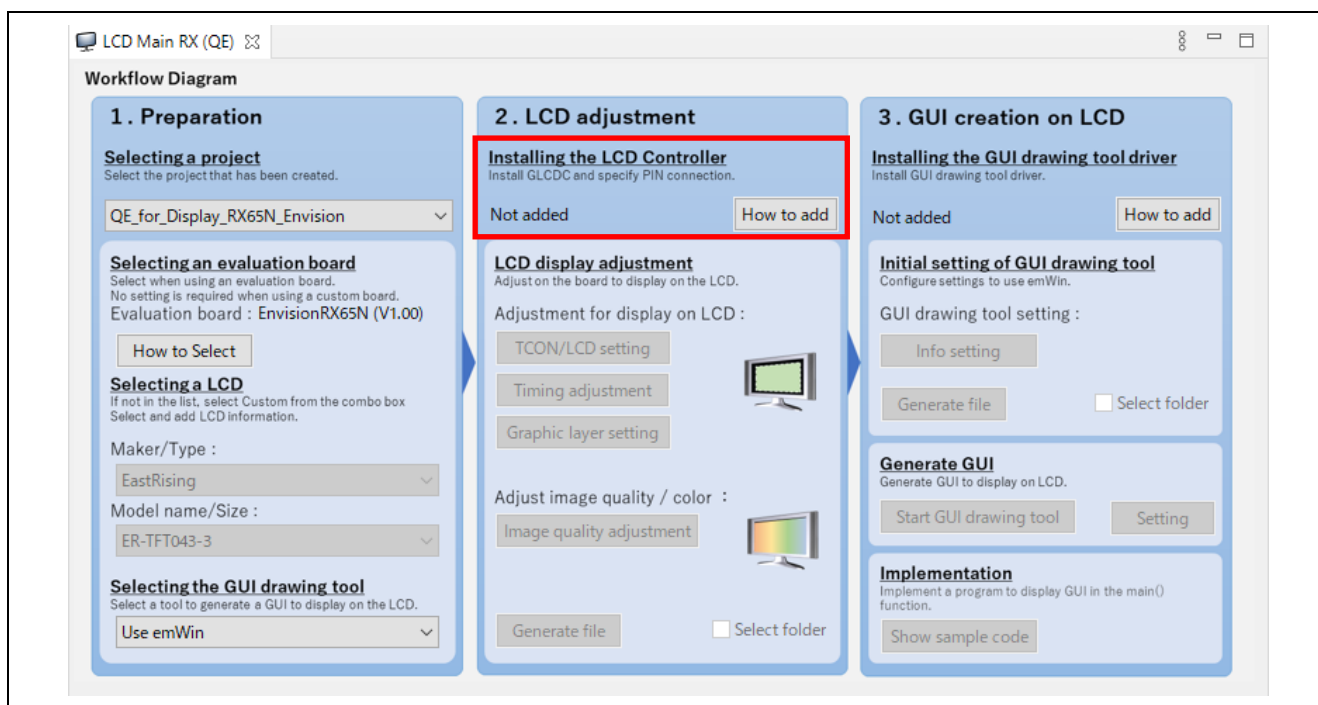 LCD Main RX (QE)
Workflow Diagram
1. Preparation
Selecting a project
Select the project that has been created.
QE_for_Display_RX65N_Envision
Selecting an evaluation board
Select when using an evaluation board.
No setting is required when using a custom board.
Evaluation board : EnvisionRX65N (V1.00)
How to Select
Selecting a LCD
If not in the list, select Custom from the combo box
Select and add LCD information.
Maker/Type :
EastRising
Model name/Size :
ER-TFT043-3
Selecting the GUI drawing tool
Select a tool to generate a GUI to display on the LCD.
Use emWin
2. LCD adjustment
Installing the LCD Controller
Install GLCDC and specify PIN connection.
Not added How to add
LCD display adjustment
Adjust on the board to display on the LCD.
Adjustment for display on LCD :
TCON/LCD setting
Timing adjustment
Graphic layer setting
Adjust image quality / color :
Image quality adjustment
Generate file Select folder
3. GUI creation on LCD
Installing the GUI drawing tool driver
Install GUI drawing tool driver.
Not added How to add
Initial setting of GUI drawing tool
Configure settings to use emWin.
GUI drawing tool setting :
Info setting
Generate file Select folder
Generate GUI
Generate GUI to display on LCD.
Start GUI drawing tool Setting
Implementation
Implement a program to display GUI in the main()
function.
Show sample code